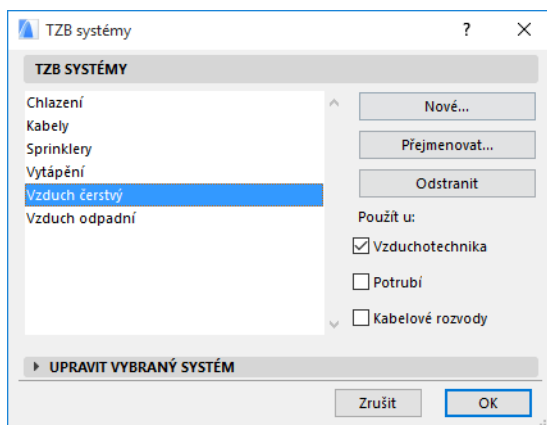 TZB systémy
?
TZB SYSTÉMY
Chlazení
Kabely
Sprinklery
Vytápění
Vzduch čerstvý
Vzduch odpadní
Nové...
Přejmenovat...
Odstranit
Použít u:
Vzduchotechnika
Potrubí
Kabelové rozvody
UPRAVIT VYBRANÝ SYSTÉM
Zrušit
OK